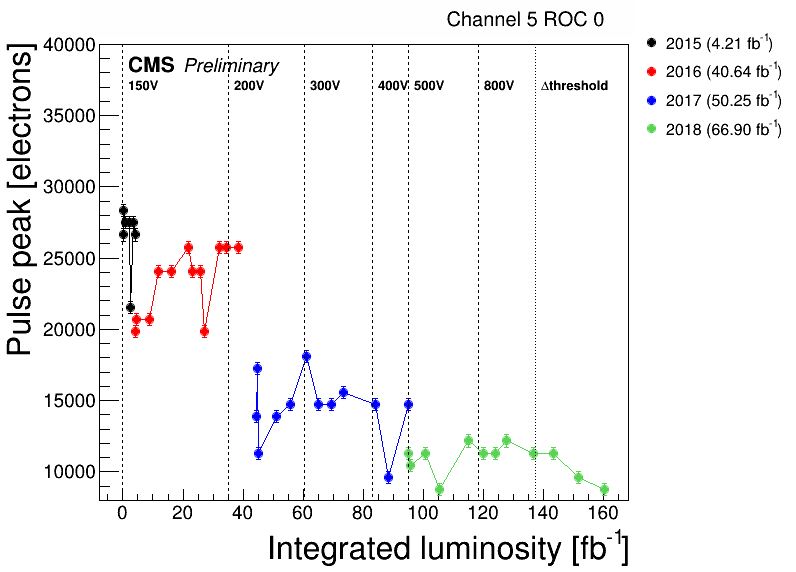 Channel 5 ROC 0
CMS Preliminary
150V 200V 300V 400V 500V 800V Δthreshold
2015 (4.21 fb⁻¹)
2016 (40.64 fb⁻¹)
2017 (50.25 fb⁻¹)
2018 (66.90 fb⁻¹)
Pulse peak [electrons]
40000
35000
30000
25000
20000
15000
10000
0 20 40 60 80 100 120 140 160
Integrated luminosity [fb⁻¹]